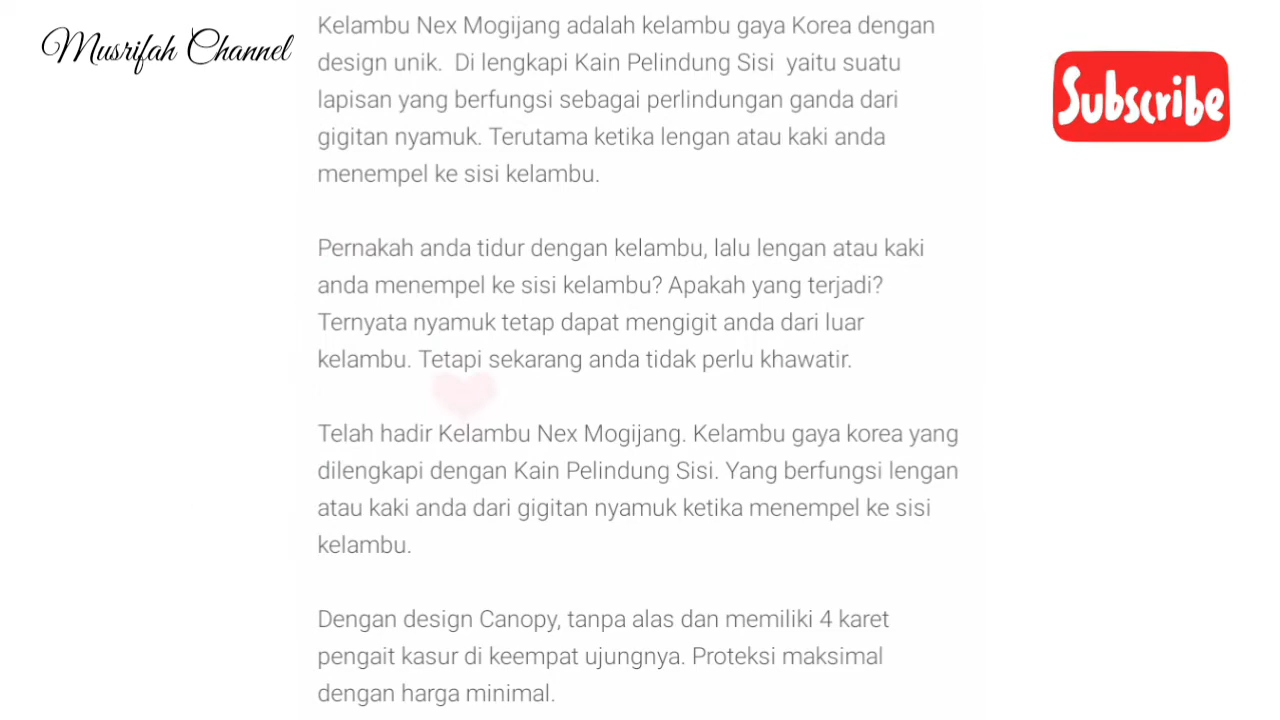 Musrifah Channel
Subscribe
Kelambu Nex Mogijang adalah kelambu gaya Korea dengan
design unik.  Di lengkapi Kain Pelindung Sisi  yaitu suatu
lapisan yang berfungsi sebagai perlindungan ganda dari
gigitan nyamuk. Terutama ketika lengan atau kaki anda
menempel ke sisi kelambu.
Pernakah anda tidur dengan kelambu, lalu lengan atau kaki
anda menempel ke sisi kelambu? Apakah yang terjadi?
Ternyata nyamuk tetap dapat mengigit anda dari luar
kelambu. Tetapi sekarang anda tidak perlu khawatir.
Telah hadir Kelambu Nex Mogijang. Kelambu gaya korea yang
dilengkapi dengan Kain Pelindung Sisi. Yang berfungsi lengan
atau kaki anda dari gigitan nyamuk ketika menempel ke sisi
kelambu.
Dengan design Canopy, tanpa alas dan memiliki 4 karet
pengait kasur di keempat ujungnya. Proteksi maksimal
dengan harga minimal.